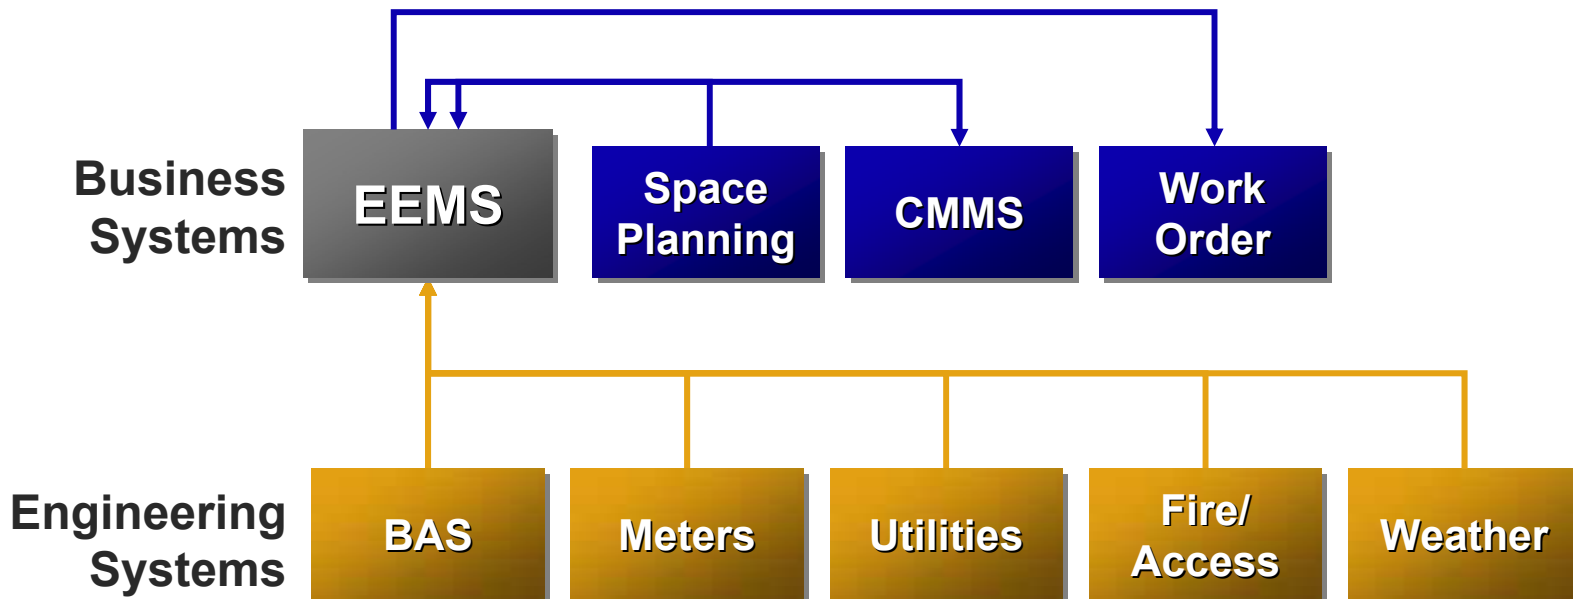 Business
Systems
EEMS
Space
Planning
CMMS
Work
Order
Engineering
Systems
BAS
Meters
Utilities
Fire/
Access
Weather